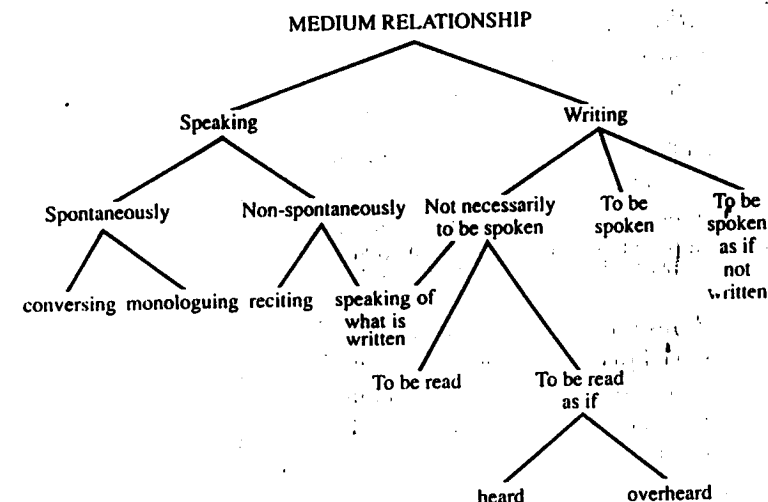 MEDIUM RELATIONSHIP
Speaking
Writing
Spontaneously
Non-spontaneously
Not necessarily
to be spoken
To be
spoken
To be
spoken
as if
not
written
conversing
monologuing
reciting
speaking of
what is
written
To be read
To be read
as if
heard
overheard